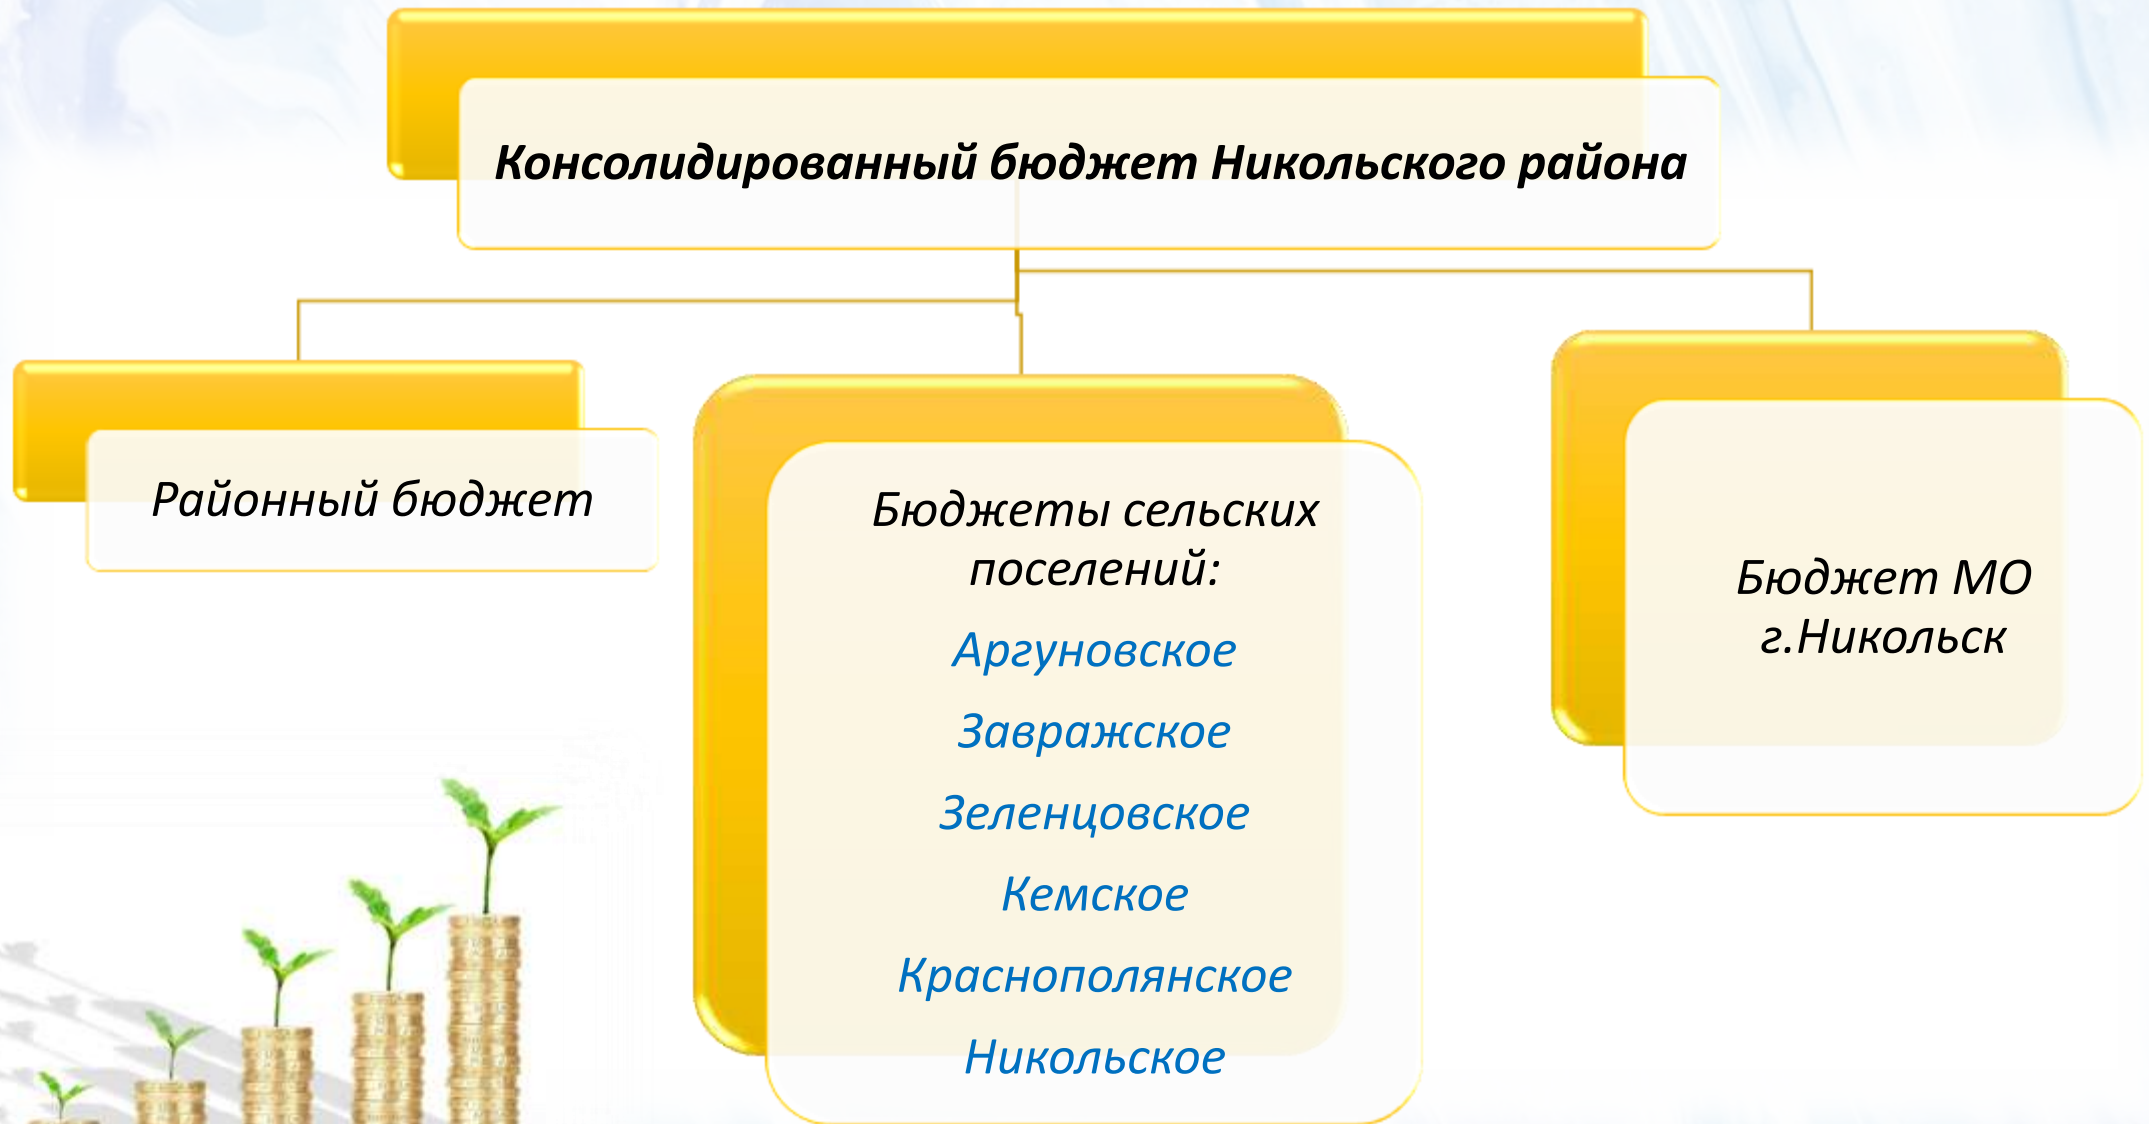 Консолидированный бюджет Никольского района
Районный бюджет
Бюджеты сельских
поселений:
Аргуновское
Завражское
Зеленцовское
Кемское
Краснополянское
Никольское
Бюджет МО
г.Никольск